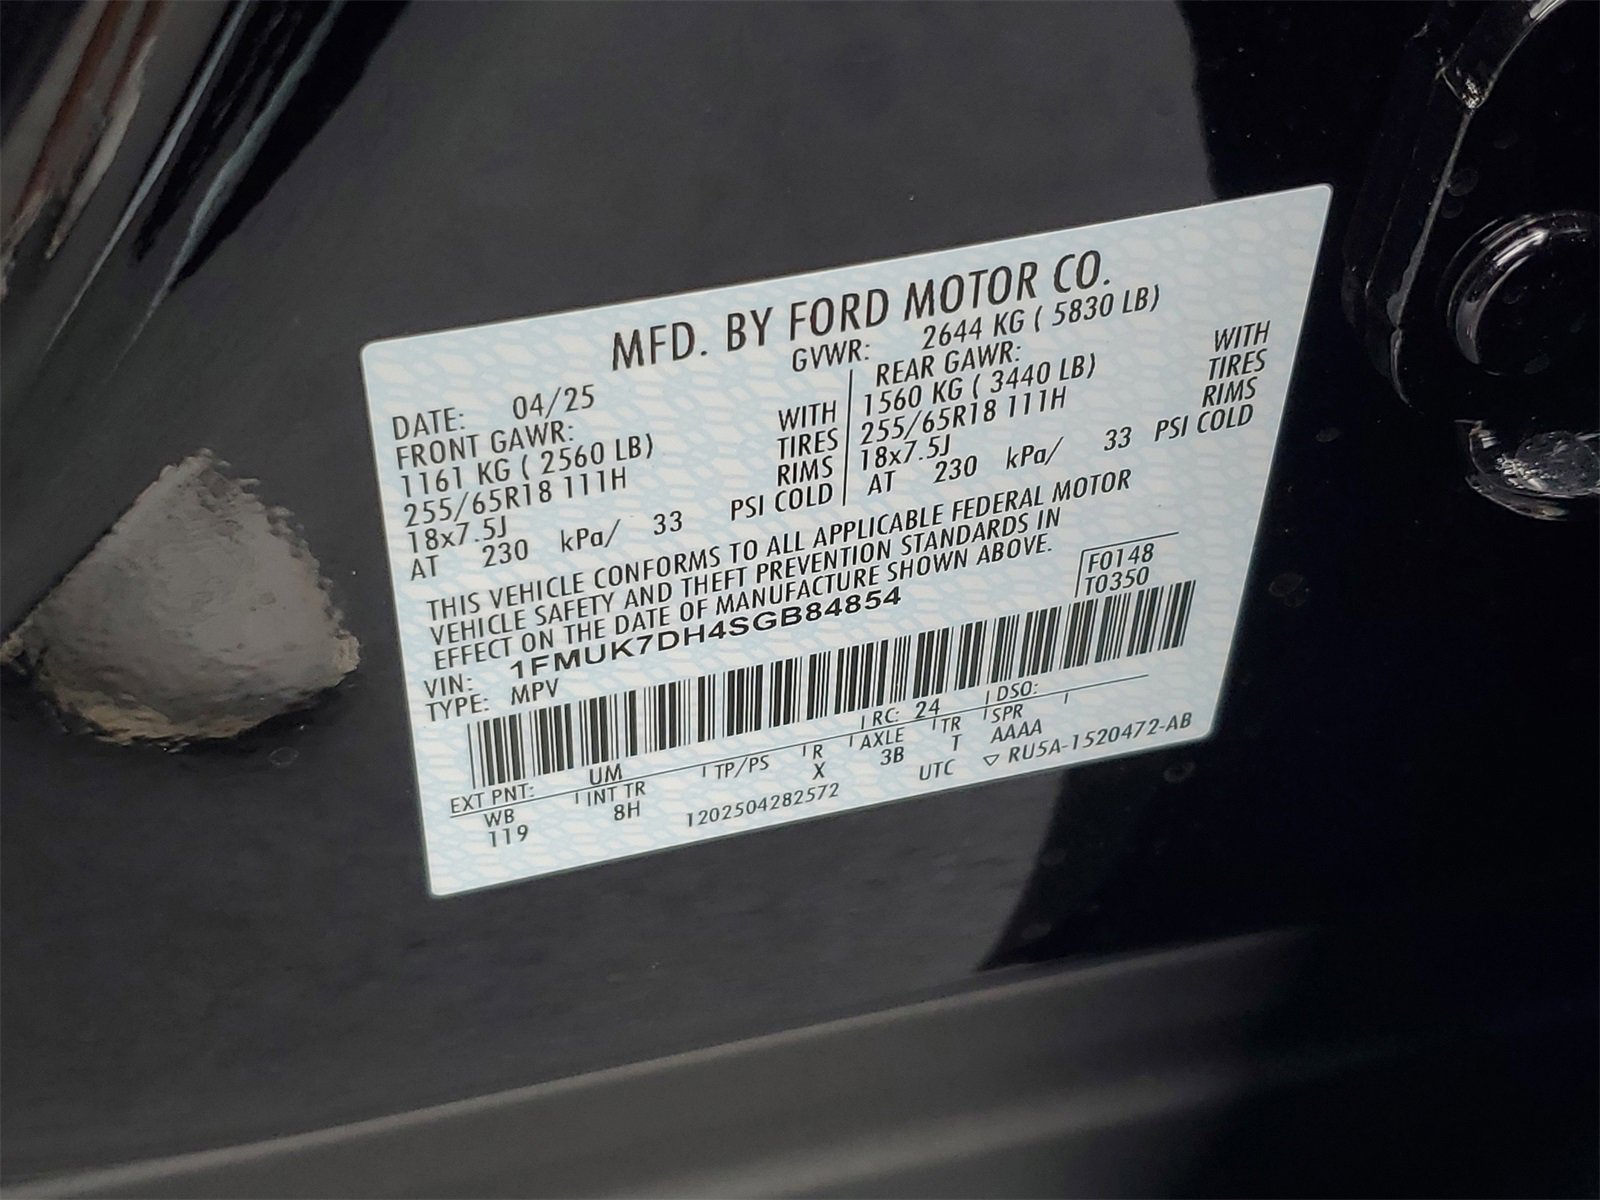 MFD. BY FORD MOTOR CO.
DATE: 04/25 GVWR: 2644 KG ( 5830 LB)
FRONT GAWR: REAR GAWR:
1161 KG ( 2560 LB) WITH 1560 KG ( 3440 LB) WITH
255/65R18 111H TIRES 255/65R18 111H TIRES
18x7.5J RIMS 18x7.5J RIMS
AT 230 kPa/ 33 PSI COLD AT 230 kPa/ 33 PSI COLD
THIS VEHICLE CONFORMS TO ALL APPLICABLE FEDERAL MOTOR
VEHICLE SAFETY AND THEFT PREVENTION STANDARDS IN
EFFECT ON THE DATE OF MANUFACTURE SHOWN ABOVE.
F0148
VIN: 1FMUK7DH4SGB84854 T0350
TYPE: MPV
EXT PNT: UM RC: 24 DSO:
WB INT TR TP/PS R AXLE TR SPR
119 8H X 3B T AAAA
1202504282572 UTC ▽ RU5A-1520472-AB